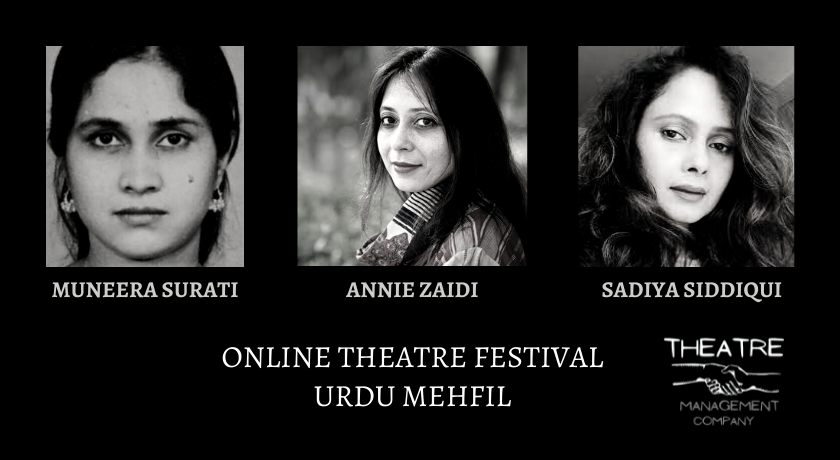 MUNEERA SURATI
ANNIE ZAIDI
SADIYA SIDDIQUI
ONLINE THEATRE FESTIVAL
URDU MEHFIL
THEATRE
MANAGEMENT
COMPANY